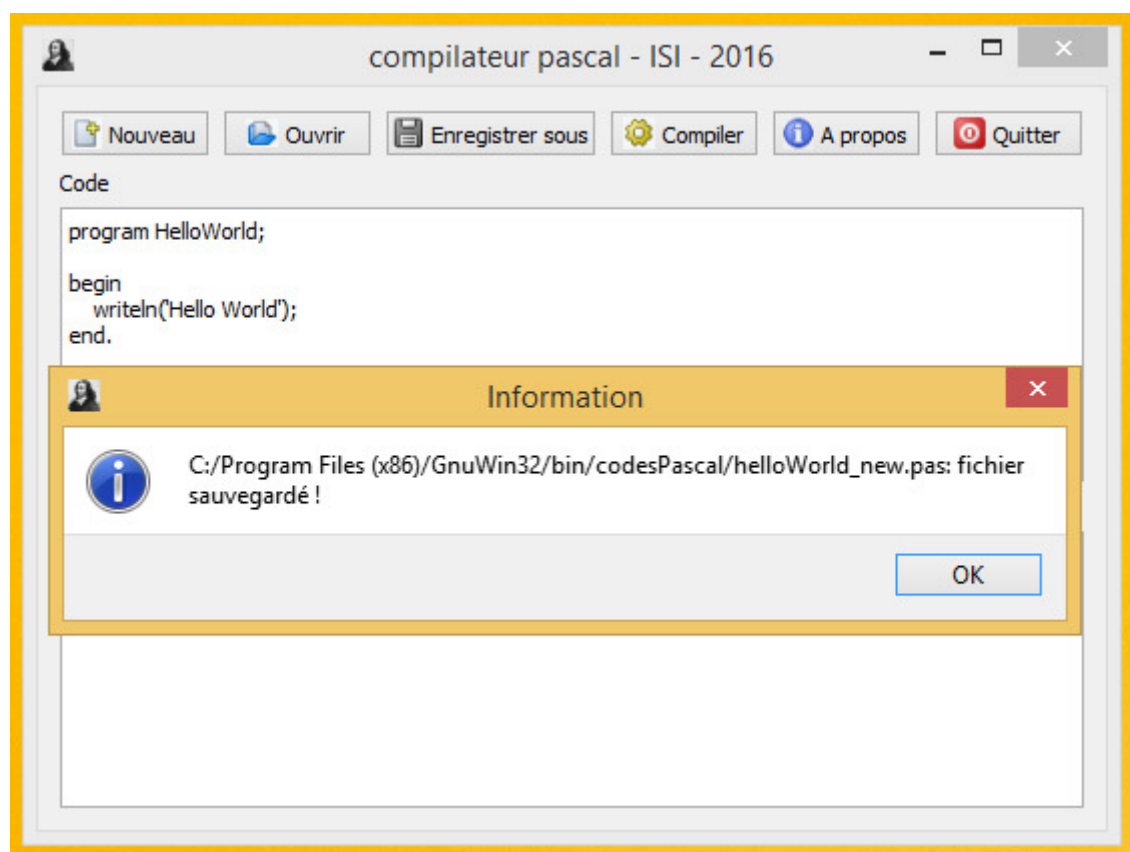 compilateur pascal - ISI - 2016
Nouveau Ouvrir Enregistrer sous Compiler A propos Quitter
Code
program HelloWorld;
begin
writeln('Hello World');
end.
Information
C:/Program Files (x86)/GnuWin32/bin/codesPascal/helloWorld_new.pas: fichier
sauvegardé !
OK